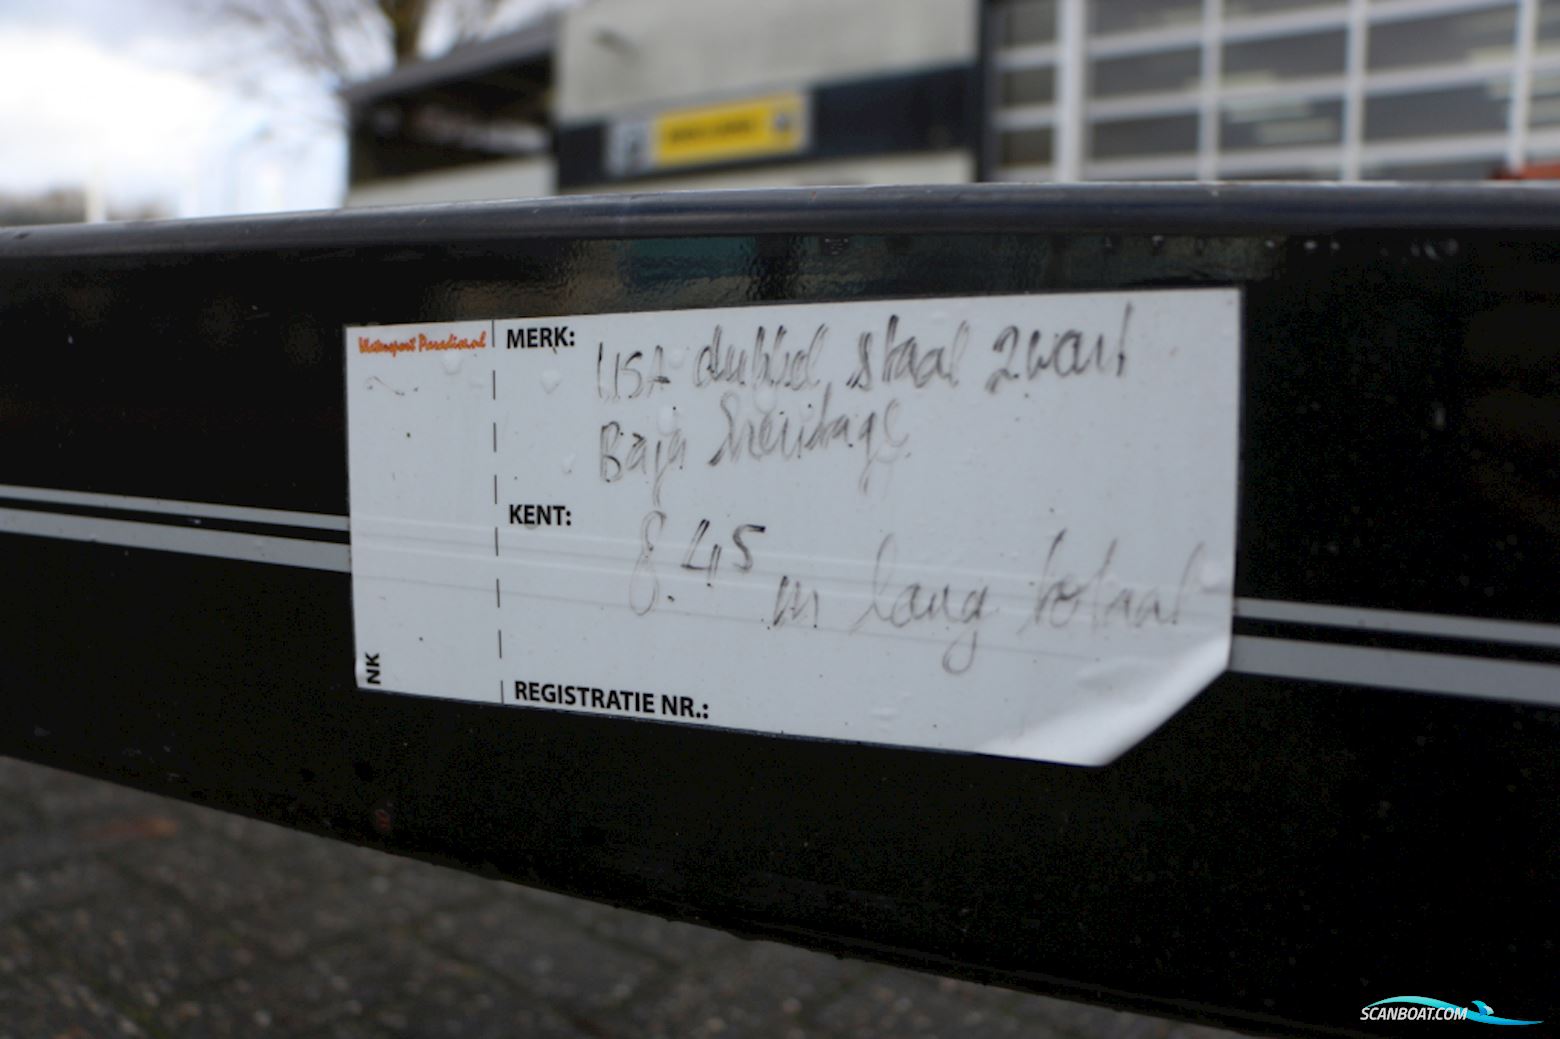 Watersport Paradise.nl
MERK: USA dubbel, staal zwart
Baja heritage
KENT: 8.45 m lang totaal
NK
REGISTRATIE NR.:
SCANBOAT.COM